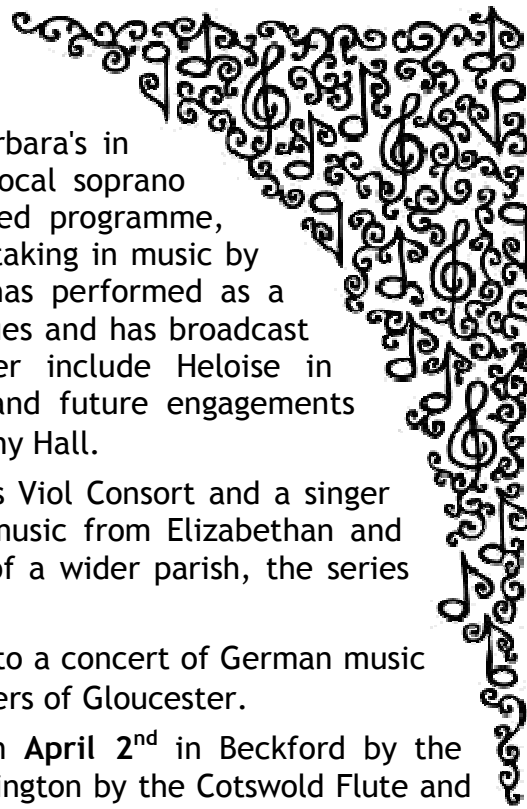 rbara's in
ocal soprano
ed programme,
taking in music by
has performed as a
ues and has broadcast
er include Heloise in
and future engagements
ny Hall.
s Viol Consort and a singer
music from Elizabethan and
of a wider parish, the series
to a concert of German music
ers of Gloucester.
n April 2nd in Beckford by the
ington by the Cotswold Flute and